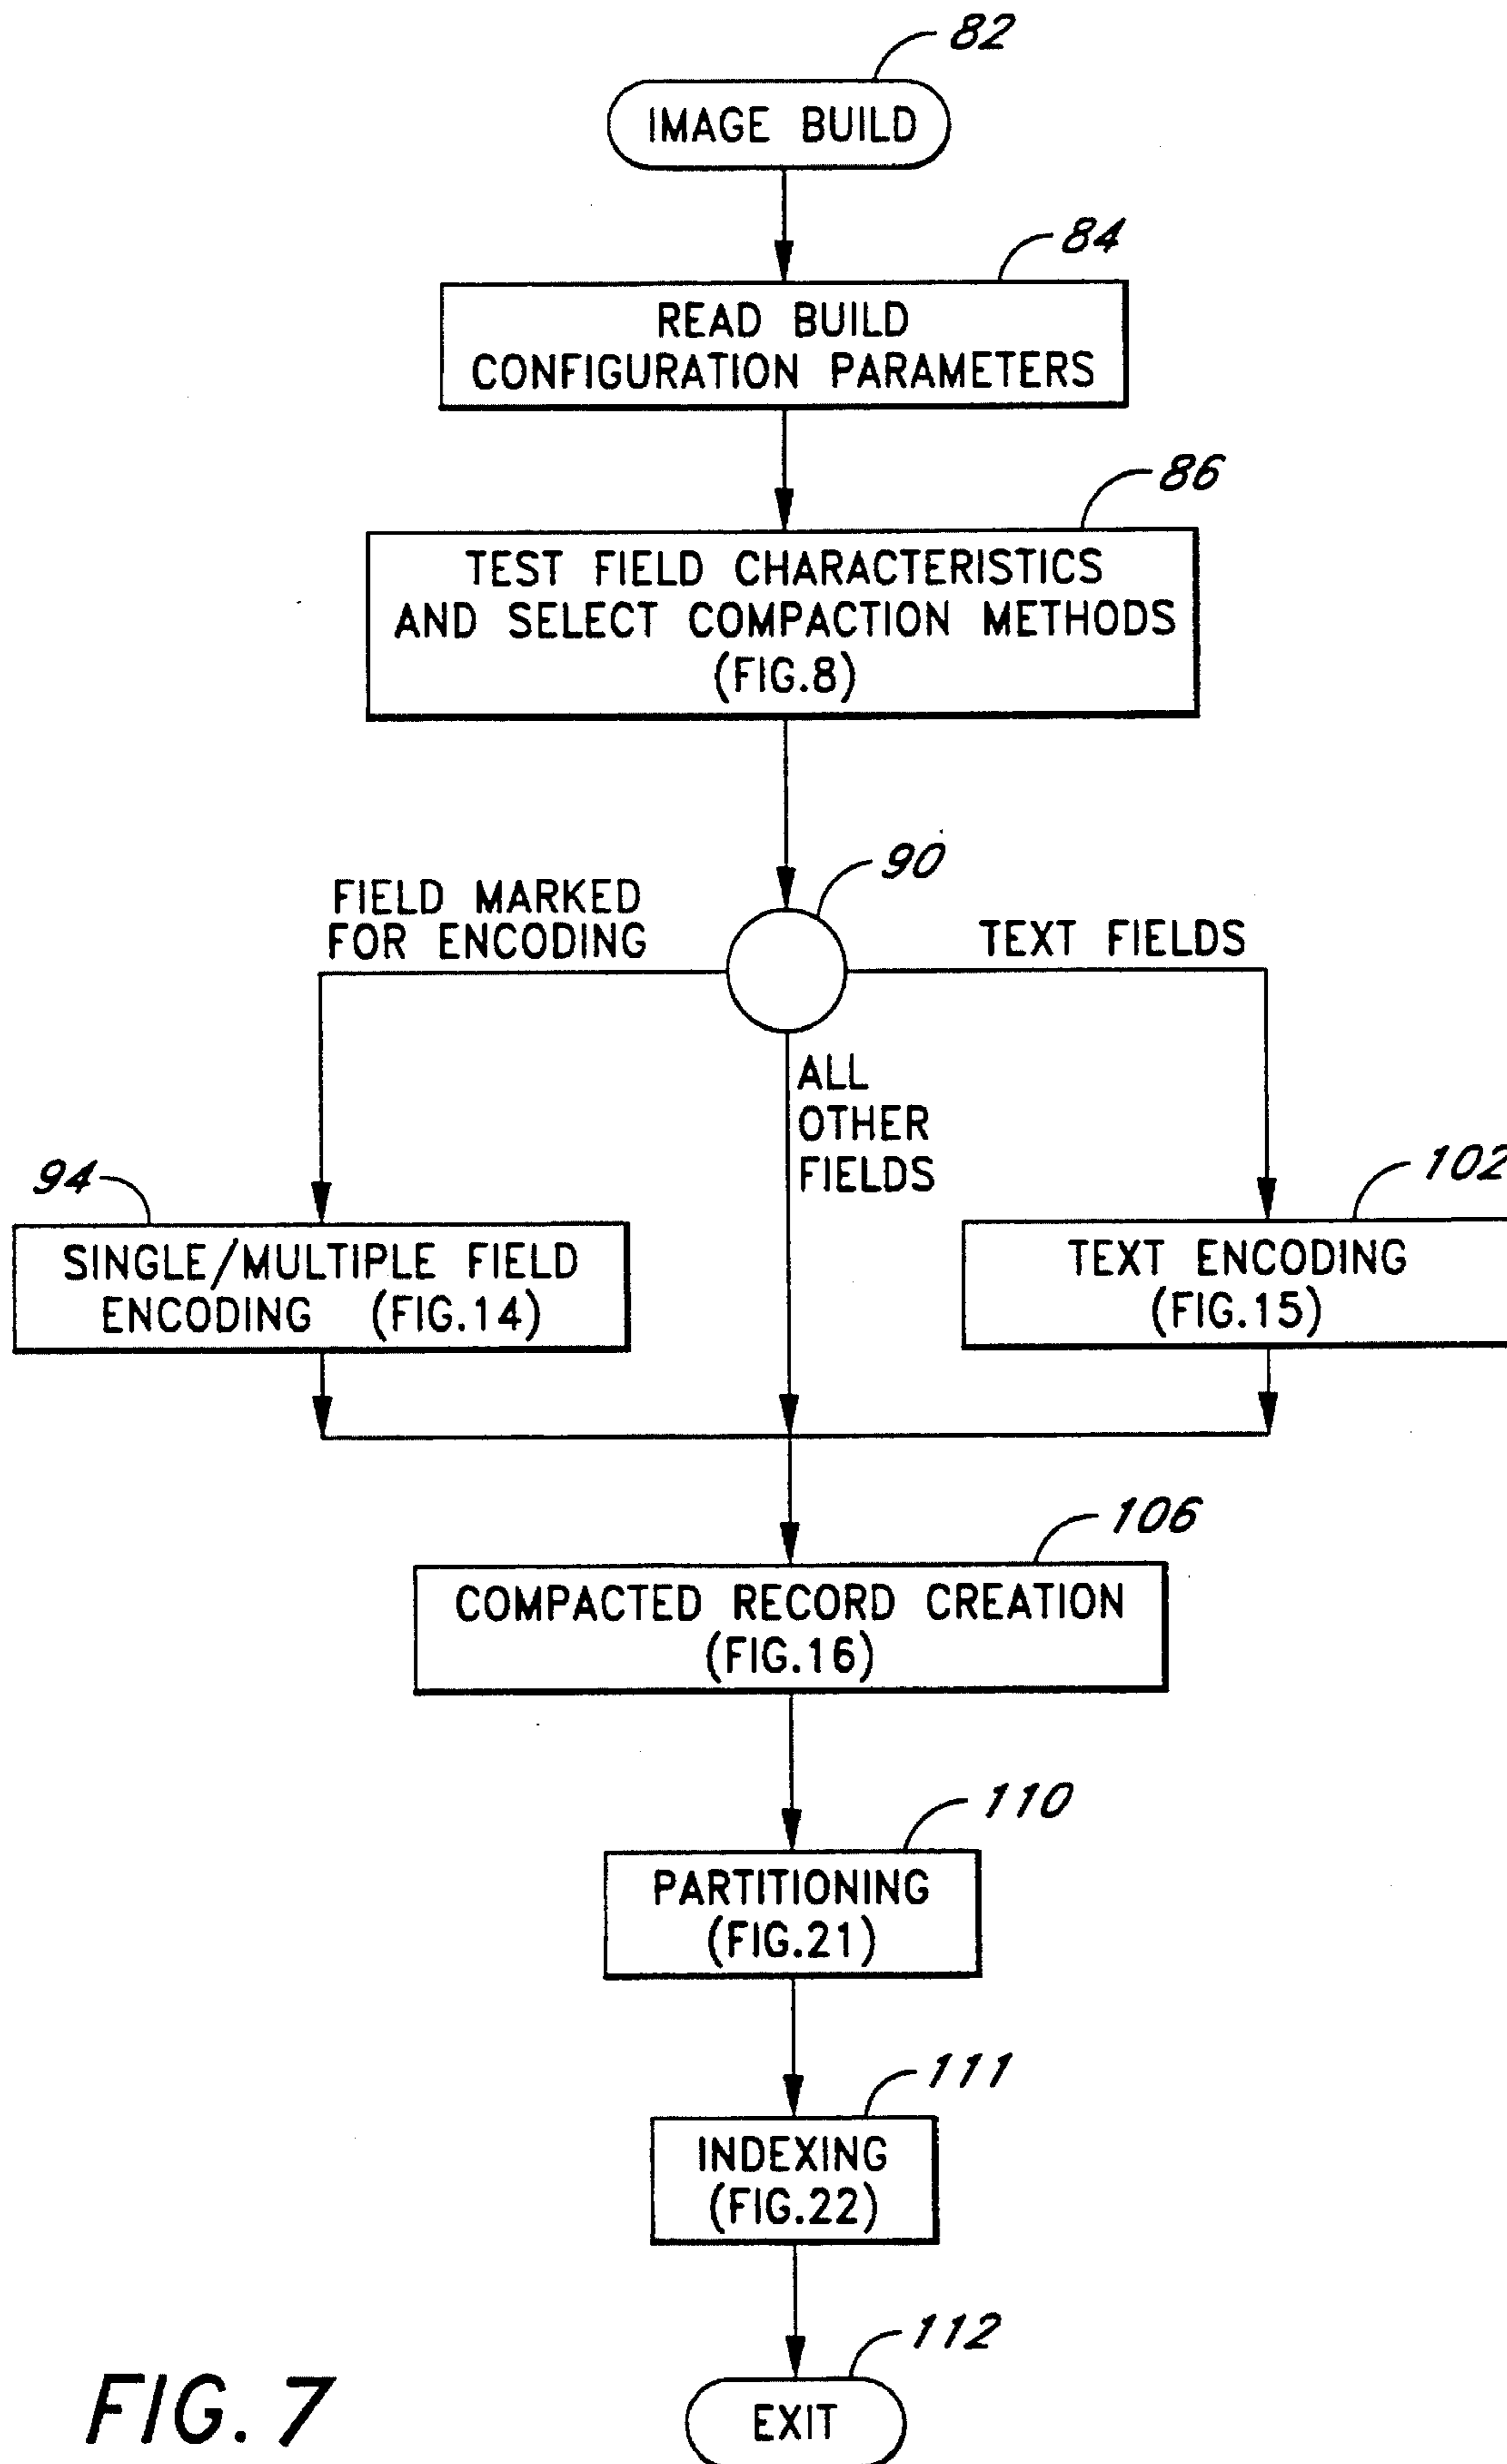 82
IMAGE BUILD
84
READ BUILD
CONFIGURATION PARAMETERS
86
TEST FIELD CHARACTERISTICS
AND SELECT COMPACTION METHODS
(FIG.8)
90
FIELD MARKED
FOR ENCODING
TEXT FIELDS
ALL
OTHER
FIELDS
94
SINGLE/MULTIPLE FIELD
ENCODING (FIG.14)
102
TEXT ENCODING
(FIG.15)
106
COMPACTED RECORD CREATION
(FIG.16)
110
PARTITIONING
(FIG.21)
111
INDEXING
(FIG.22)
112
EXIT
FIG. 7